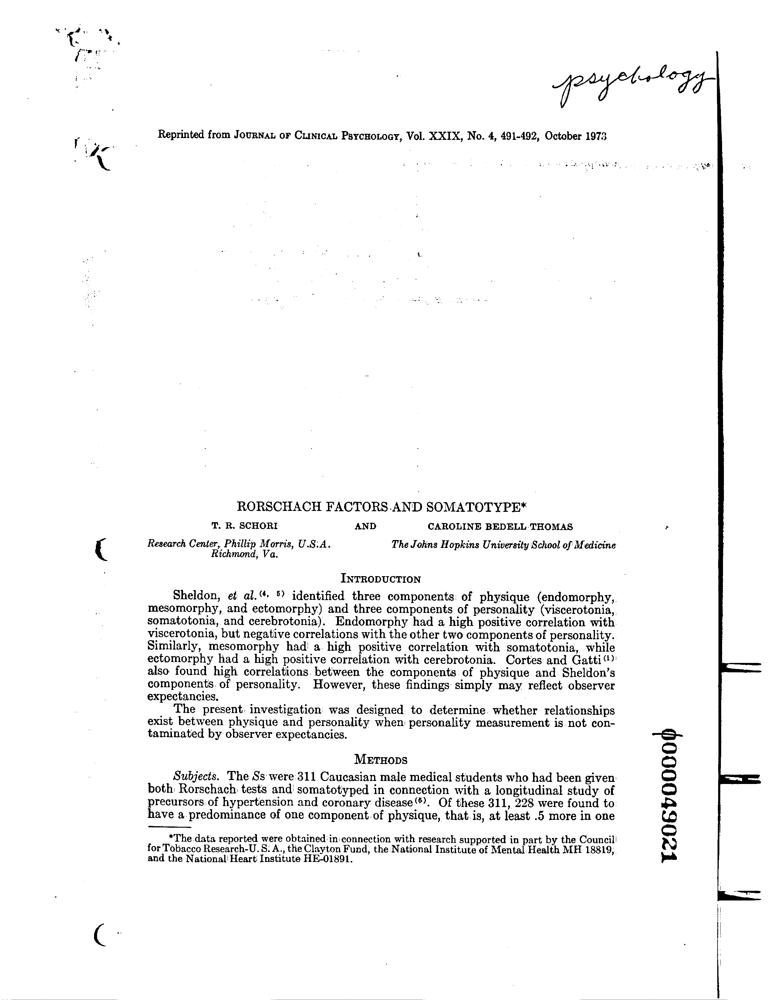 psychology
Reprinted from JOURNAL OF CLINICAL PSYCHOLOGY, Vol. XXIX, No. 4, 491-492, October 1973
RORSCHACH FACTORS AND SOMATOTYPE*
T. R. SCHORI AND CAROLINE BEDELL THOMAS
Research Center, Phillip Morris, U.S.A. The Johns Hopkins University School of Medicine
Richmond, Va.
INTRODUCTION
Sheldon, et al.(4, 5) identified three components of physique (endomorphy,
mesomorphy, and ectomorphy) and three components of personality (viscerotonia,
somatotonia, and cerebrotonia). Endomorphy had a high positive correlation with
viscerotonia, but negative correlations with the other two components of personality.
Similarly, mesomorphy had a high positive correlation with somatotonia, while
ectomorphy had a high positive correlation with cerebrotonia. Cortes and Gatti(1)
also found high correlations between the components of physique and Sheldon's
components of personality. However, these findings simply may reflect observer
expectancies.
The present investigation was designed to determine whether relationships
exist between physique and personality when personality measurement is not con-
taminated by observer expectancies.
METHODS
Subjects. The Ss were 311 Caucasian male medical students who had been given
both Rorschach tests and somatotyped in connection with a longitudinal study of
precursors of hypertension and coronary disease(6). Of these 311, 228 were found to
have a predominance of one component of physique, that is, at least .5 more in one
*The data reported were obtained in connection with research supported in part by the Council
for Tobacco Research-U. S. A., the Clayton Fund, the National Institute of Mental Health MH 18819,
and the National Heart Institute HE-01891.
0000049021